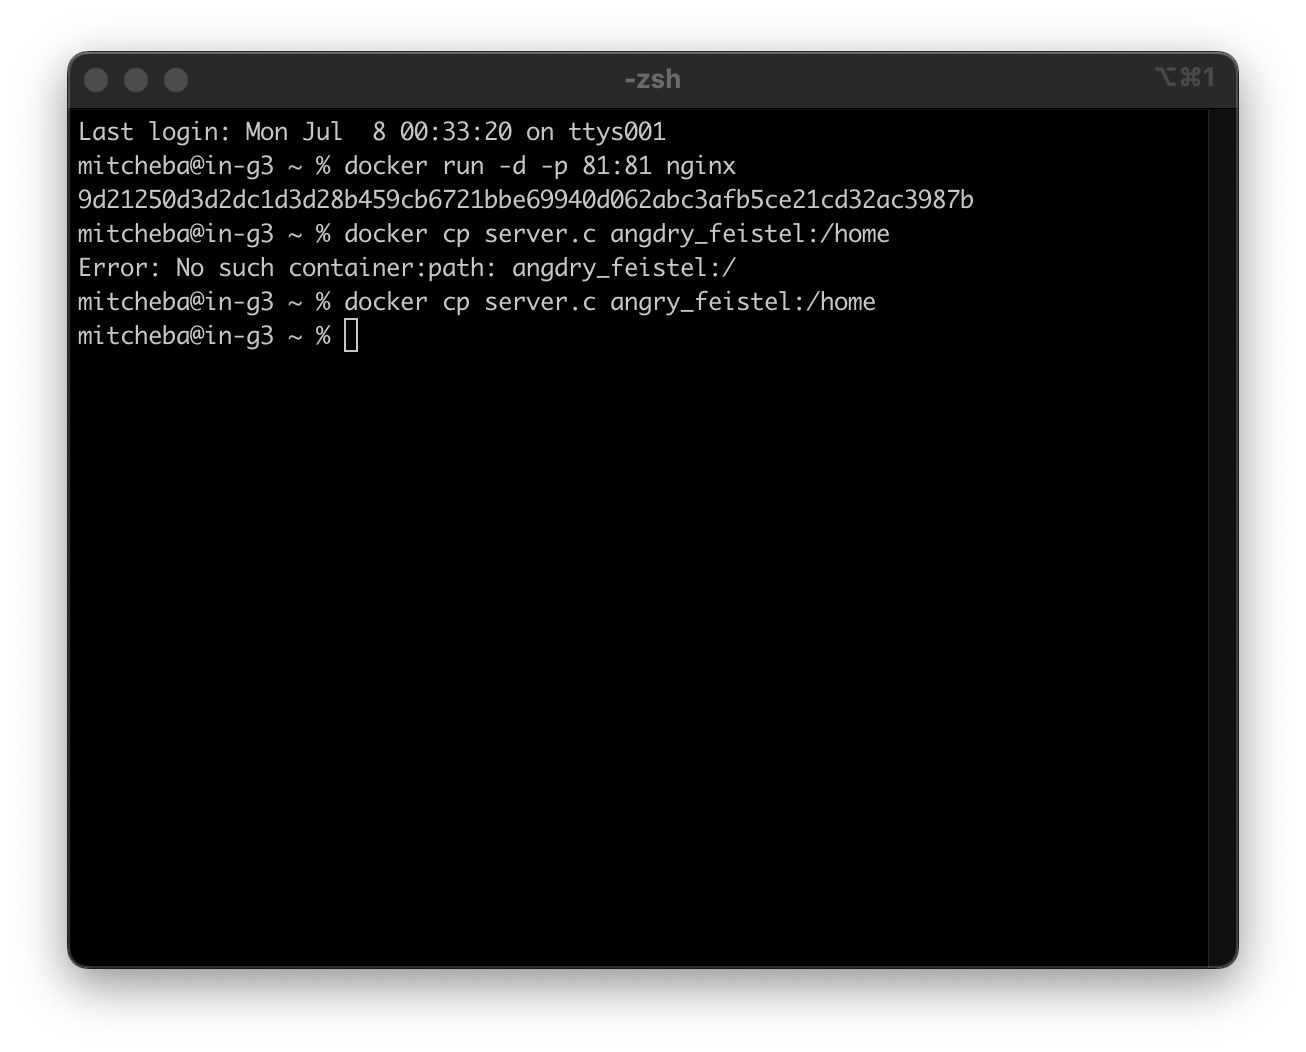 -zsh
⌥⌘1
Last login: Mon Jul  8 00:33:20 on ttys001
mitcheba@in-g3 ~ % docker run -d -p 81:81 nginx
9d21250d3d2dc1d3d28b459cb6721bbe69940d062abc3afb5ce21cd32ac3987b
mitcheba@in-g3 ~ % docker cp server.c angdry_feistel:/home
Error: No such container:path: angdry_feistel:/
mitcheba@in-g3 ~ % docker cp server.c angry_feistel:/home
mitcheba@in-g3 ~ %